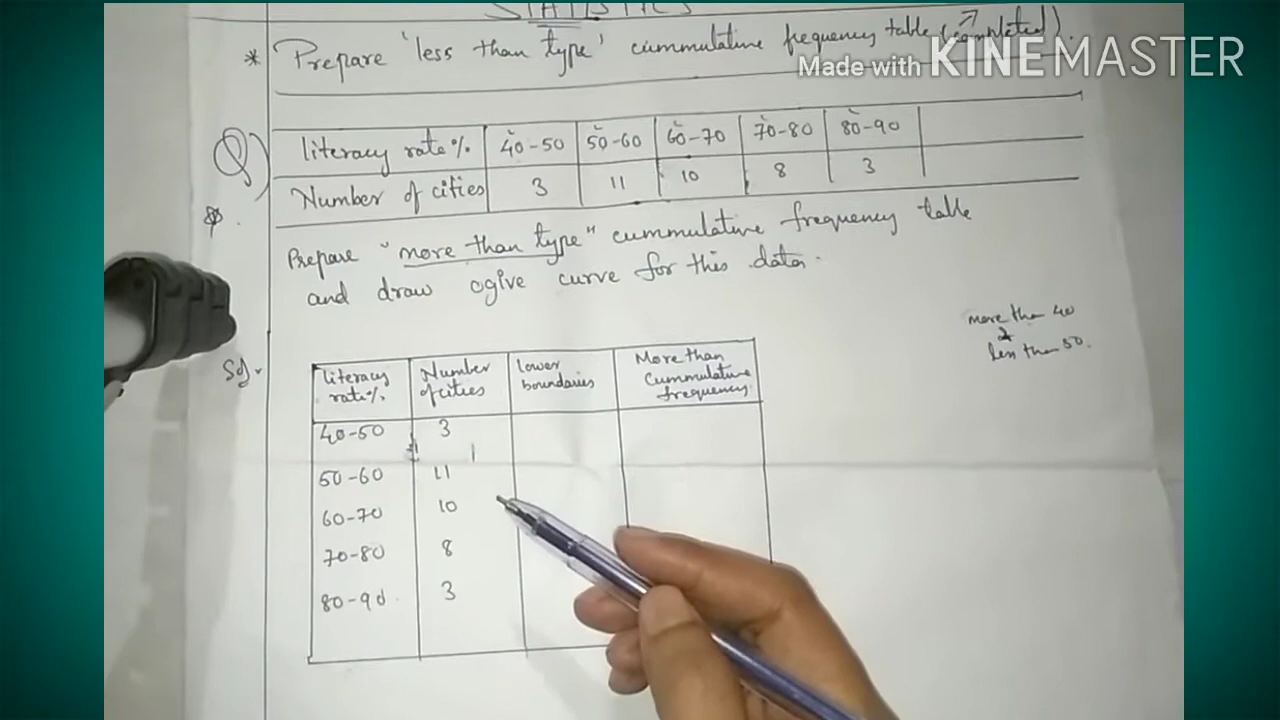 STATISTICS
* Prepare 'less than type' cummulative frequency table (completed).
Made with KINEMASTER
Q) literacy rate% 40-50 50-60 60-70 70-80 80-90
Number of cities 3 11 10 8 3
Prepare "more than type" cummulative frequency table
and draw ogive curve for this data.
more than 40
&
less than 50.
Sol.
literacy rate% Number of cities Lower boundaries More than Cummulative frequency
40-50 3
50-60 11
60-70 10
70-80 8
80-90 3